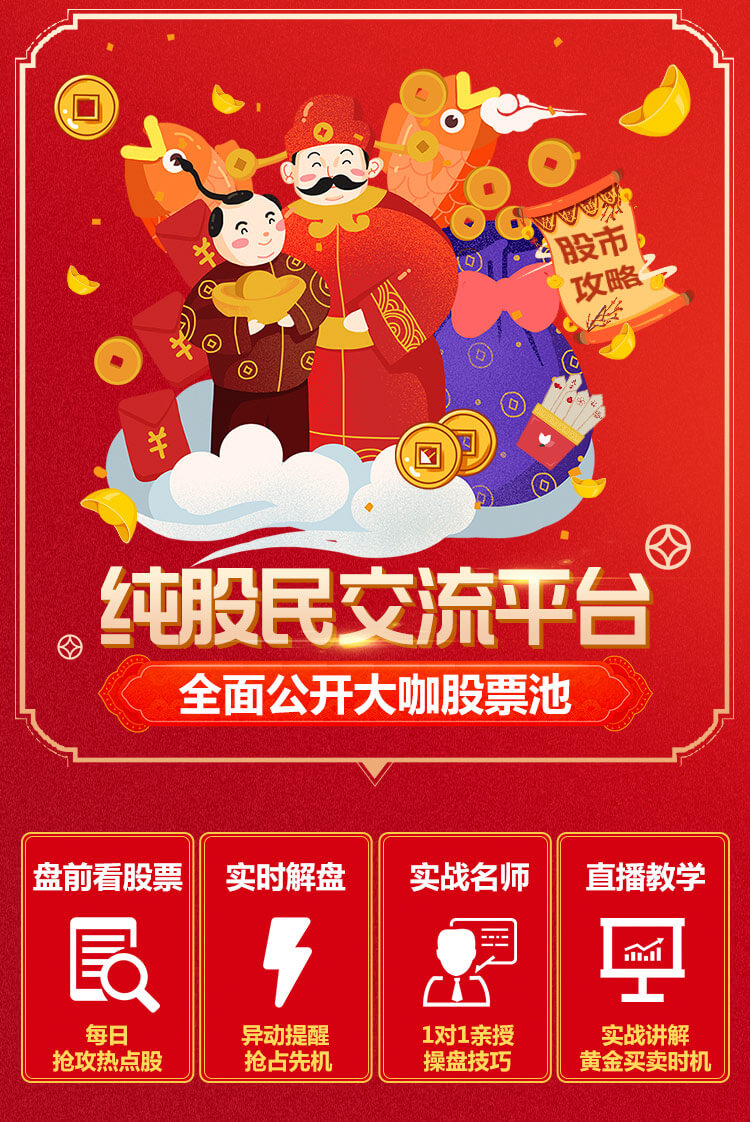 股市
攻略
纯股民交流平台
全面公开大咖股票池
盘前看股票
每日
抢攻热点股
实时解盘
异动提醒
抢占先机
实战名师
1对1亲授
操盘技巧
直播教学
实战讲解
黄金买卖时机